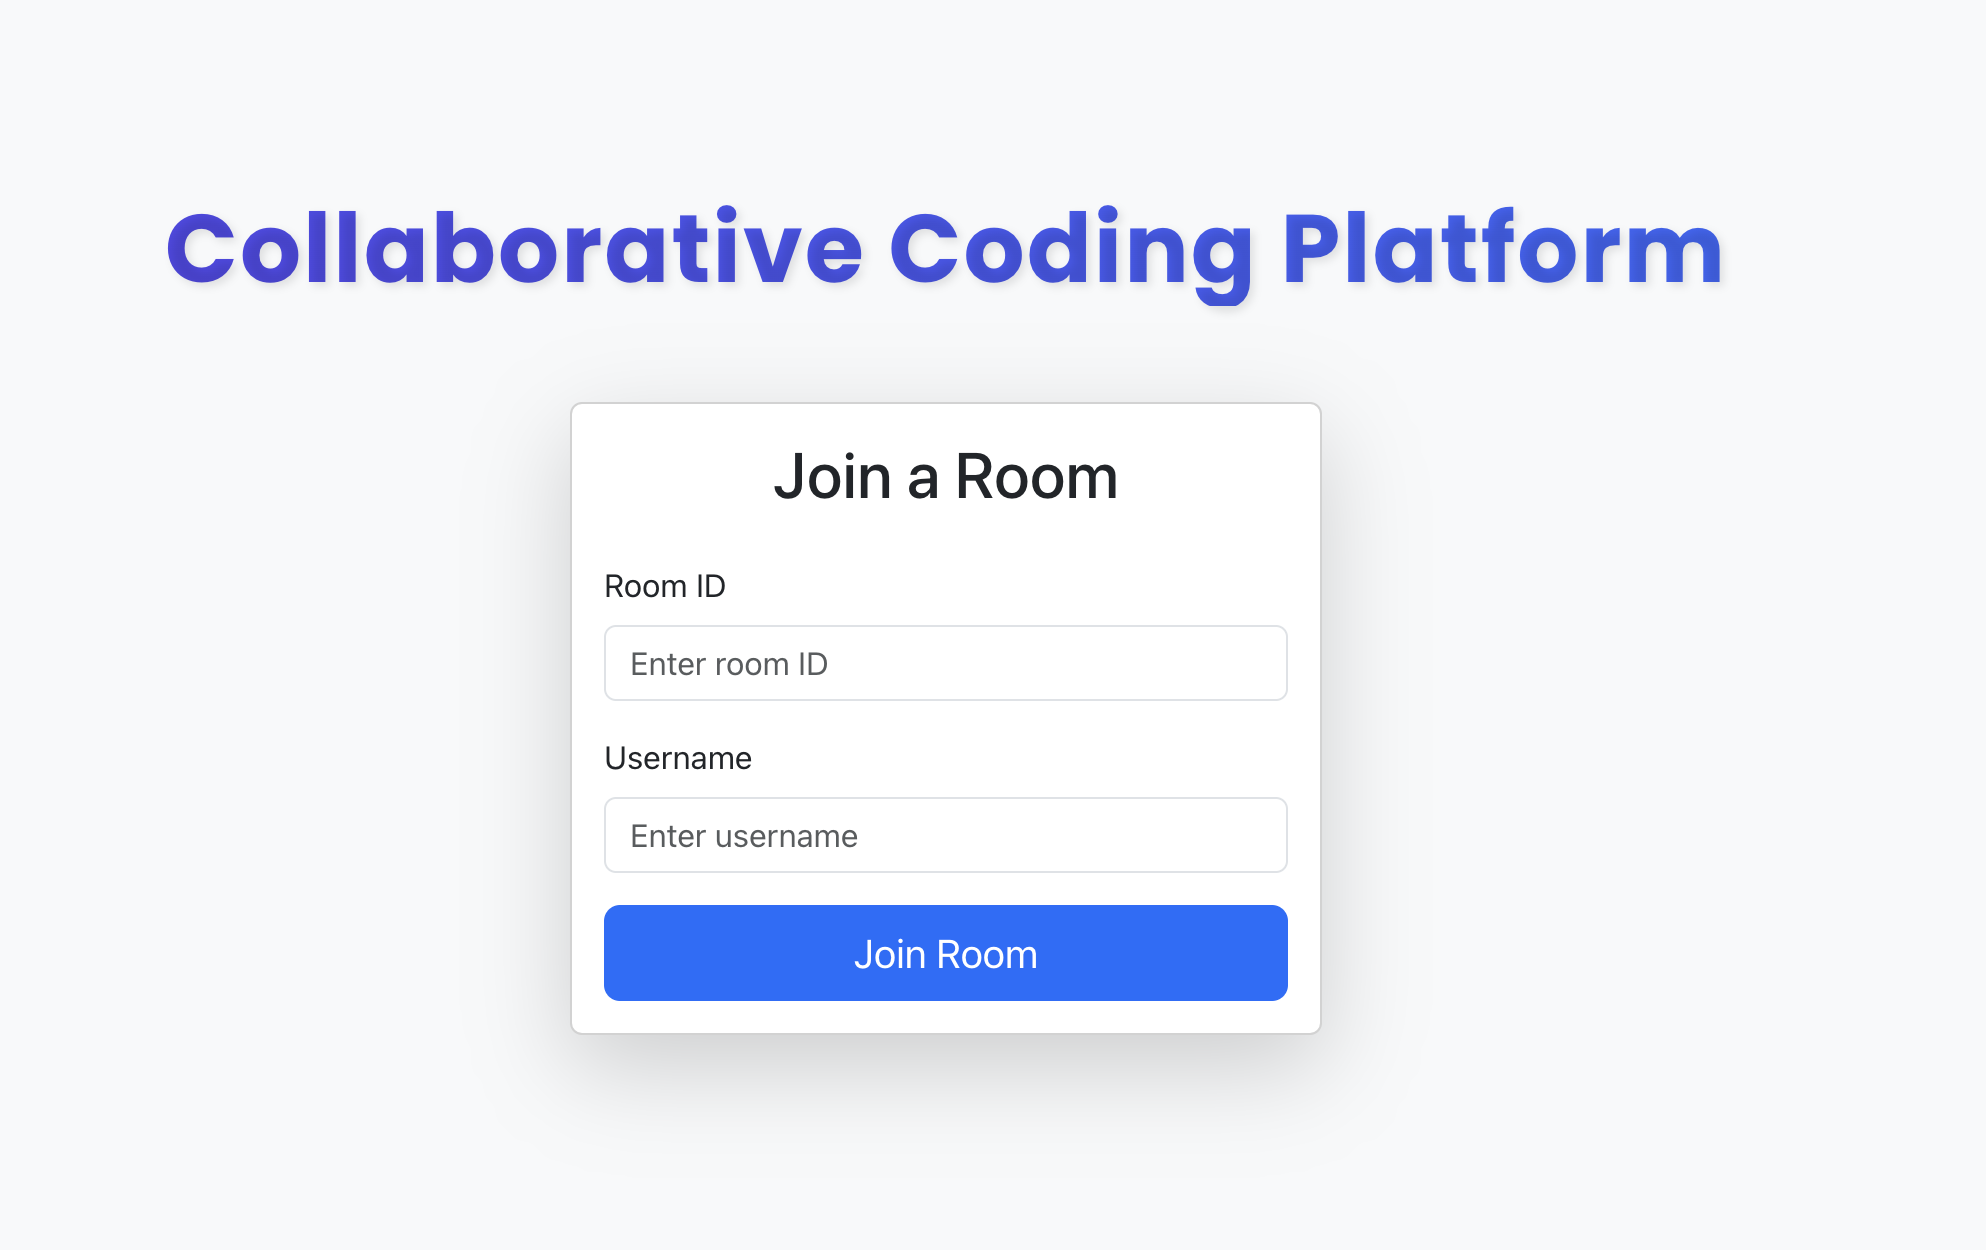 Collaborative Coding Platform
Join a Room
Room ID
Enter room ID
Username
Enter username
Join Room